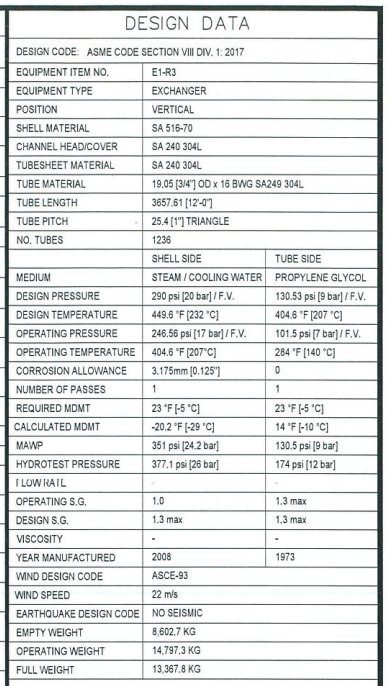 DESIGN DATA
DESIGN CODE: ASME CODE SECTION VIII DIV. 1: 2017
EQUIPMENT ITEM NO. E1-R3
EQUIPMENT TYPE EXCHANGER
POSITION VERTICAL
SHELL MATERIAL SA 516-70
CHANNEL HEAD/COVER SA 240 304L
TUBESHEET MATERIAL SA 240 304L
TUBE MATERIAL 19,05 [3/4"] OD x 16 BWG SA249 304L
TUBE LENGTH 3657.61 [12'-0"]
TUBE PITCH 25.4 [1"] TRIANGLE
NO. TUBES 1236
SHELL SIDE TUBE SIDE
MEDIUM STEAM / COOLING WATER PROPYLENE GLYCOL
DESIGN PRESSURE 290 psi [20 bar] / F.V. 130.53 psi [9 bar] / F.V.
DESIGN TEMPERATURE 449.6 °F [232 °C] 404.6 °F [207 °C]
OPERATING PRESSURE 246.56 psi [17 bar] / F.V. 101.5 psi [7 bar] / F.V.
OPERATING TEMPERATURE 404.6 °F [207°C] 284 °F [140 °C]
CORROSION ALLOWANCE 3.175mm [0.125"] 0
NUMBER OF PASSES 1 1
REQUIRED MDMT 23 °F [-5 °C] 23 °F [-5 °C]
CALCULATED MDMT -20.2 °F [-29 °C] 14 °F [-10 °C]
MAWP 351 psi [24,2 bar] 130.5 psi [9 bar]
HYDROTEST PRESSURE 377.1 psi [26 bar] 174 psi [12 bar]
FLOW RATE - -
OPERATING S.G. 1.0 1.3 max
DESIGN S.G. 1.3 max 1.3 max
VISCOSITY - -
YEAR MANUFACTURED 2008 1973
WIND DESIGN CODE ASCE-93
WIND SPEED 22 m/s
EARTHQUAKE DESIGN CODE NO SEISMIC
EMPTY WEIGHT 8,602.7 KG
OPERATING WEIGHT 14,797.3 KG
FULL WEIGHT 13,367.8 KG